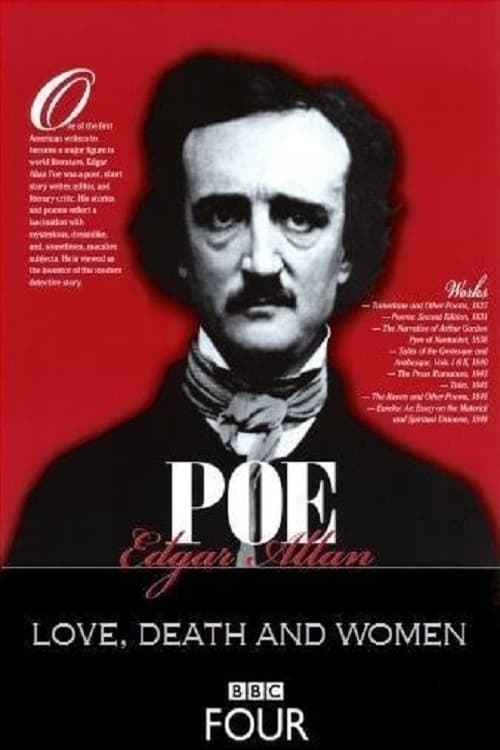 One of the first
American writers to
become a major figure in
world literature, Edgar
Allan Poe was a poet, short
story writer, editor, and
literary critic. His stories
and poems reflect a
fascination with
mysterious, dreamlike,
and, sometimes, macabre
subjects. He is viewed as
the inventor of the modern
detective story.
Works
— Tamerlane and Other Poems, 1827
— Poems: Second Edition, 1831
— The Narrative of Arthur Gordon
Pym of Nantucket, 1838
— Tales of the Grotesque and
Arabesque, Vols. I & II, 1840
— The Prose Romances, 1843
— Tales, 1845
— The Raven and Other Poems, 1845
— Eureka: An Essay on the Material
and Spiritual Universe, 1848
POE
Edgar Allan
LOVE, DEATH AND WOMEN
BBC
FOUR